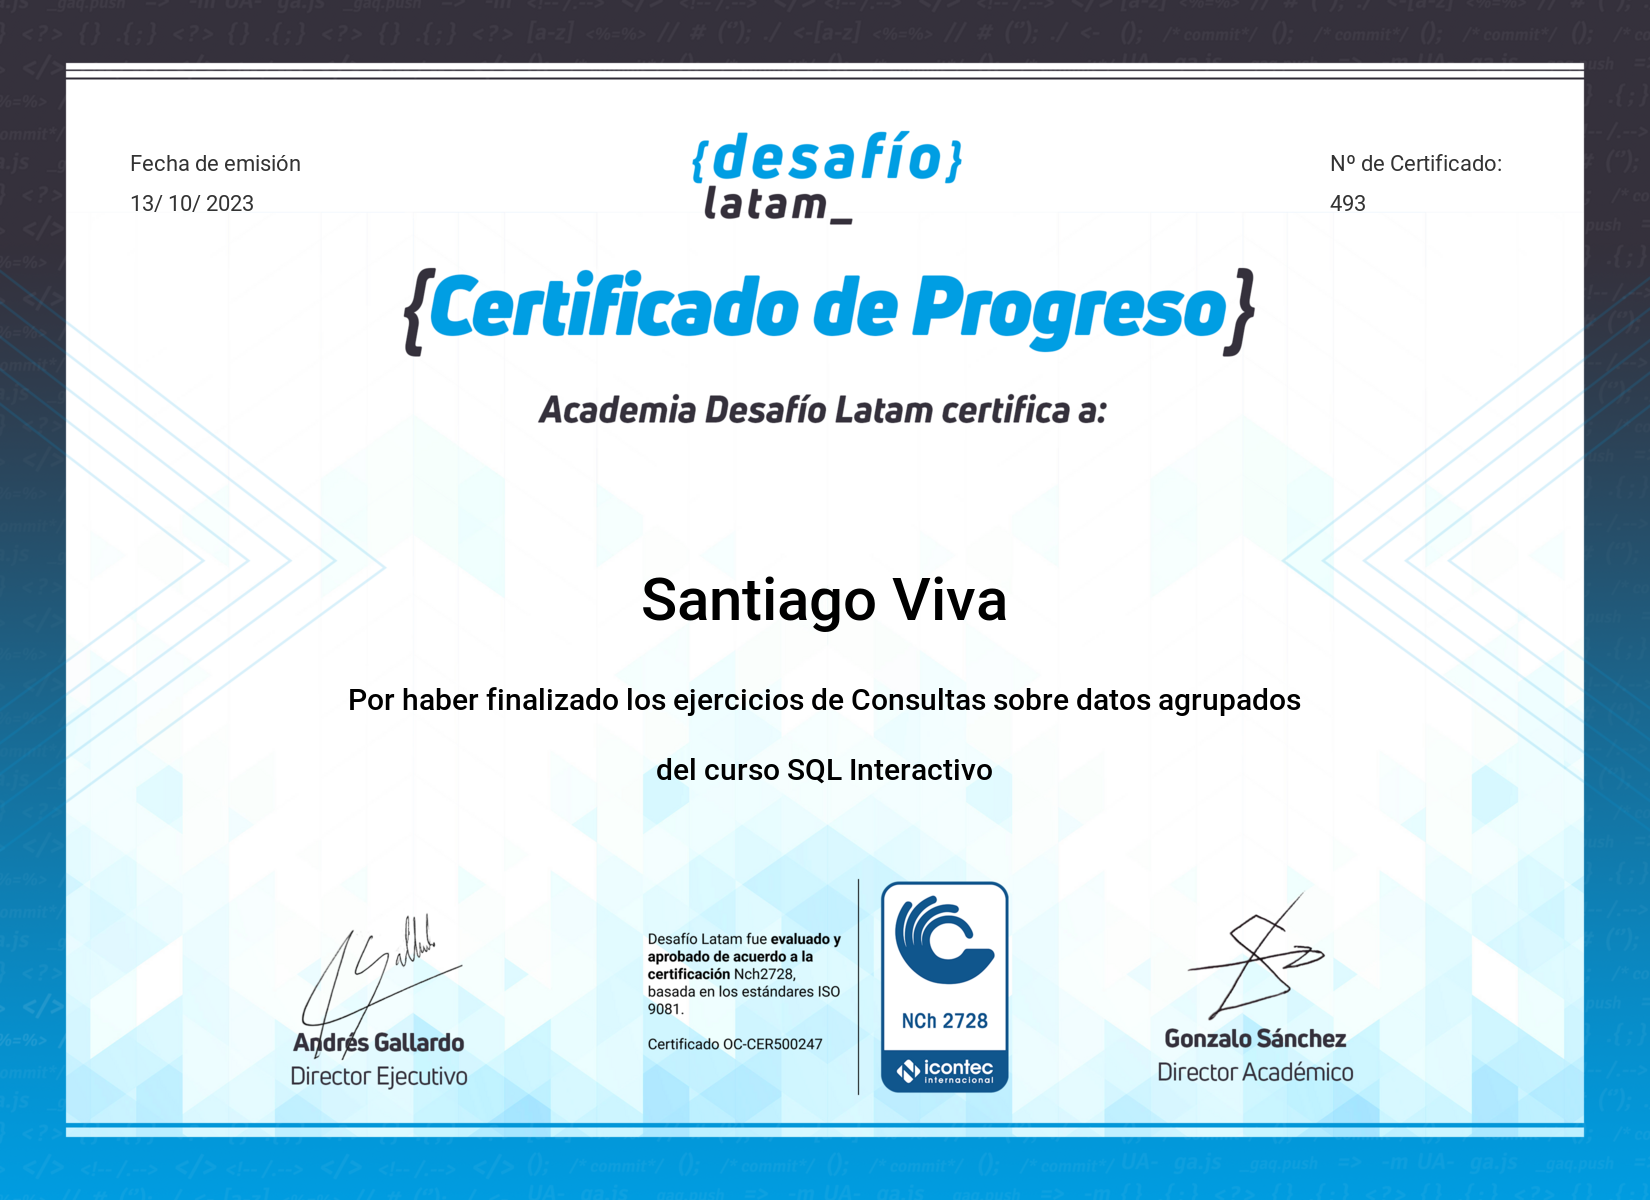 Fecha de emisión
13/ 10/ 2023
{desafío}
latam_
Nº de Certificado:
493
{Certificado de Progreso}
Academia Desafío Latam certifica a:
Santiago Viva
Por haber finalizado los ejercicios de Consultas sobre datos agrupados
del curso SQL Interactivo
Andrés Gallardo
Director Ejecutivo
Desafío Latam fue evaluado y
aprobado de acuerdo a la
certificación Nch2728,
basada en los estándares ISO
9081.
Certificado OC-CER500247
NCh 2728
icontec
internacional
Gonzalo Sánchez
Director Académico